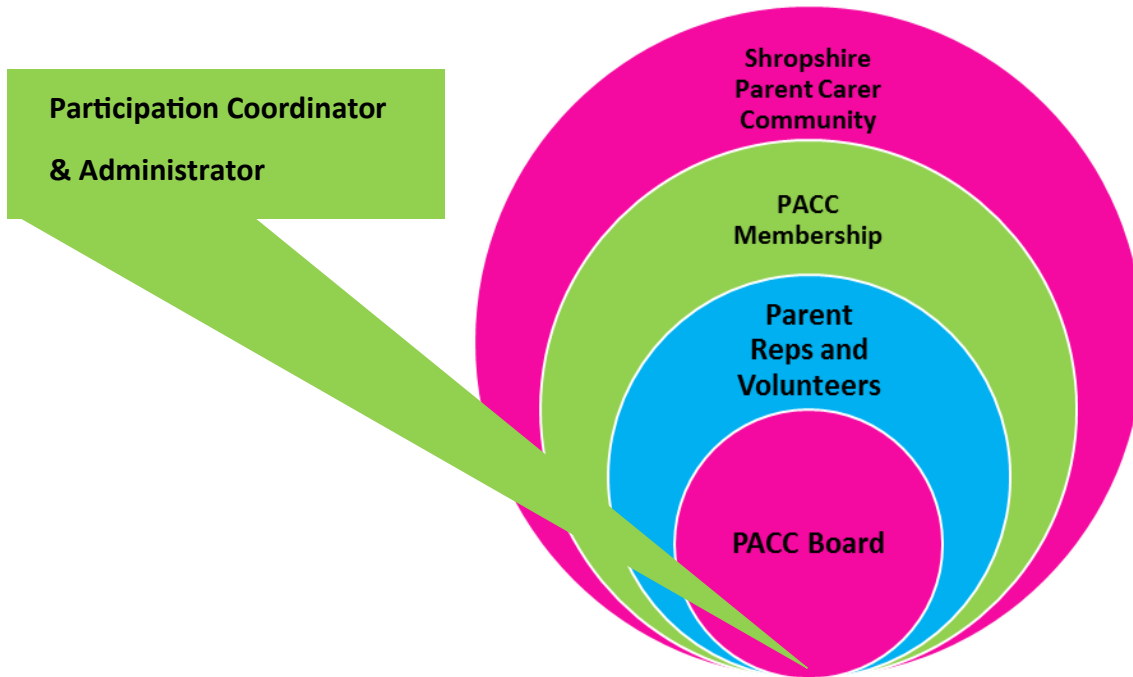 Participation Coordinator
& Administrator
Shropshire
Parent Carer
Community
PACC
Membership
Parent
Reps and
Volunteers
PACC Board